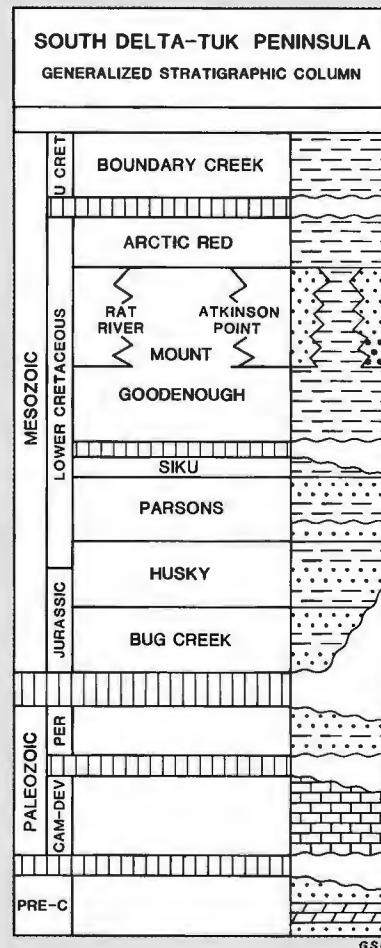 SOUTH DELTA-TUK PENINSULA
GENERALIZED STRATIGRAPHIC COLUMN
MESOZOIC
U CRET
BOUNDARY CREEK
LOWER CRETACEOUS
ARCTIC RED
RAT
RIVER
ATKINSON
POINT
MOUNT
GOODENOUGH
SIKU
PARSONS
JURASSIC
HUSKY
BUG CREEK
PALEOZOIC
PER
CAM-DEV
PRE-C